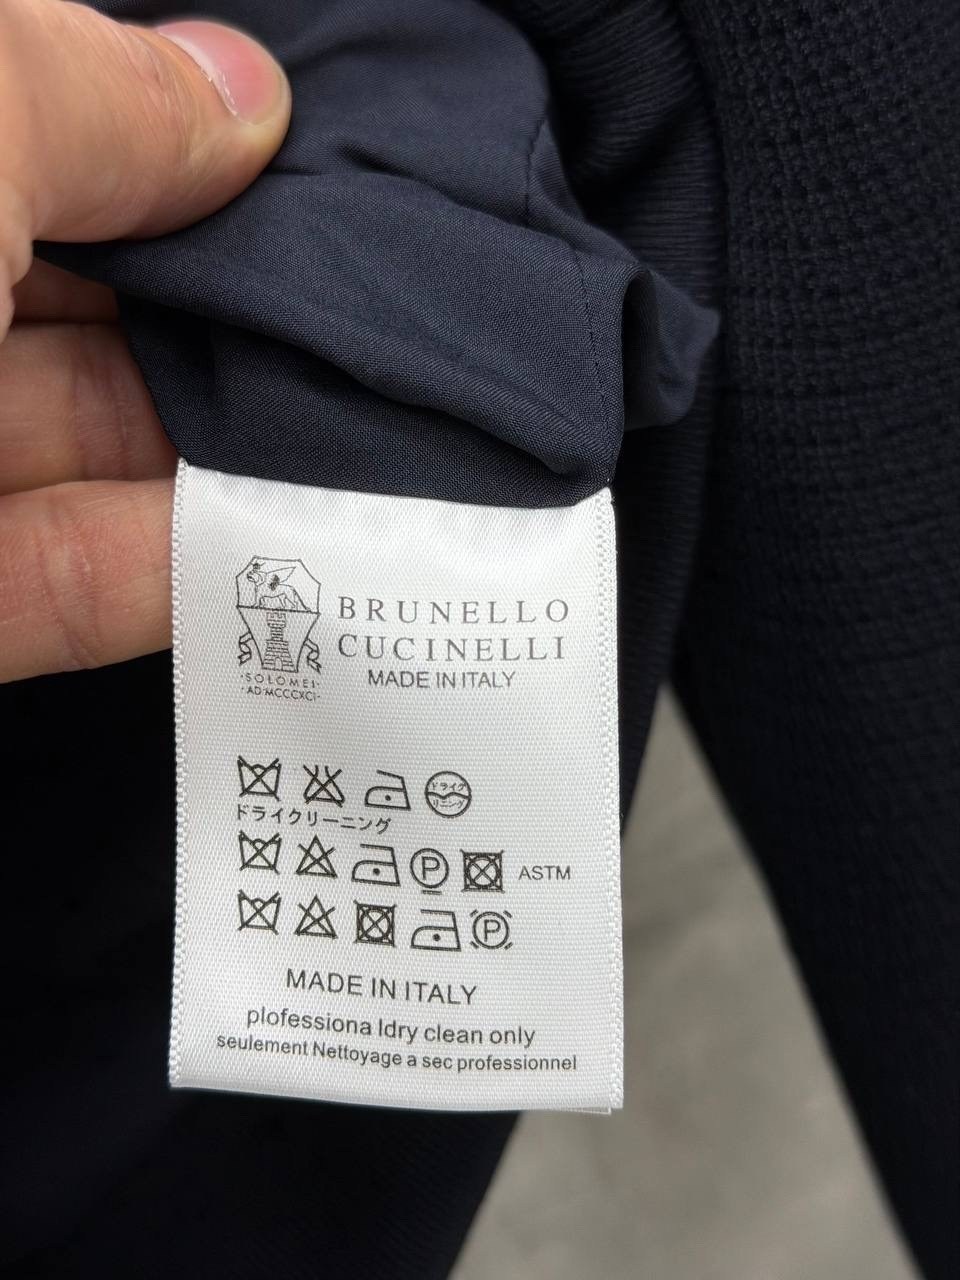 BRUNELLO
CUCINELLI
MADE IN ITALY
·SOLOMEI·
·AD·MCCCXCI·
ドライ
クリーニング
ドライクリーニング
P
ASTM
P
MADE IN ITALY
plofessiona ldry clean only
seulement Nettoyage a sec professionnel